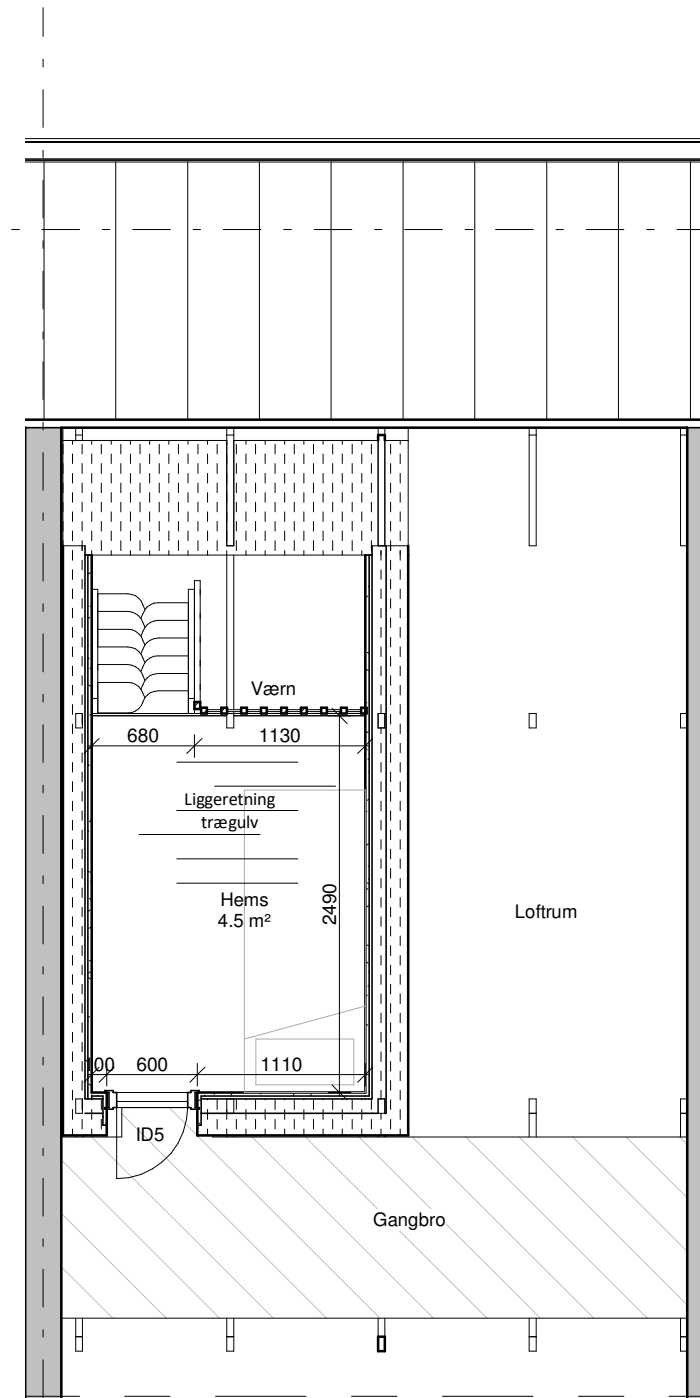 Værn
680 1130
Liggeretning
trægulv
2490
Hems
4.5 m²
Loftrum
100 600 1110
ID5
Gangbro